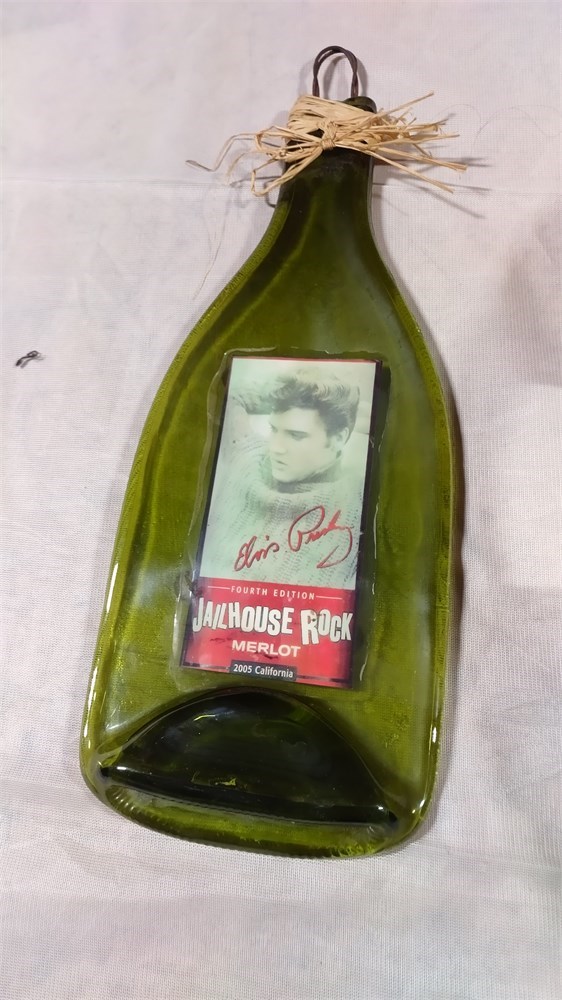 Elvis Presley
FOURTH EDITION
JAILHOUSE ROCK
MERLOT
2005 California